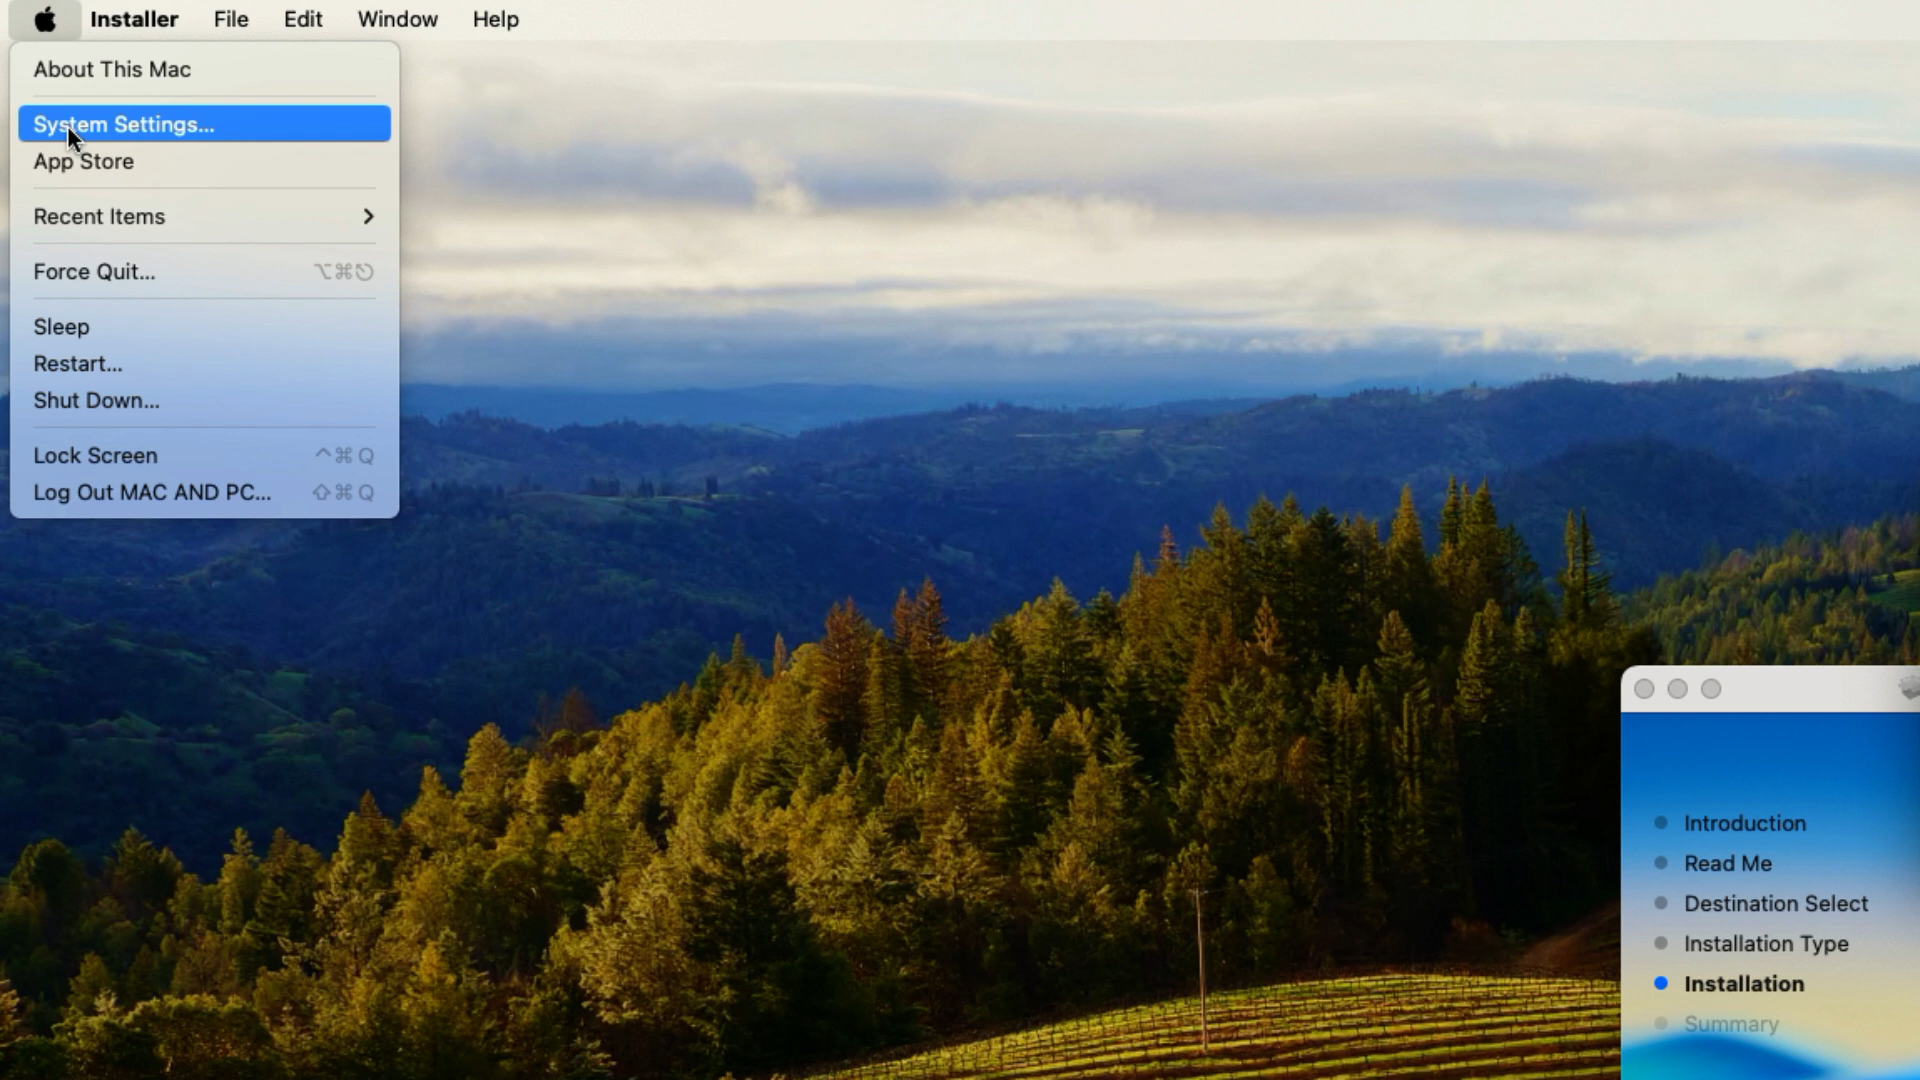 Installer File Edit Window Help
About This Mac
System Settings...
App Store
Recent Items
Force Quit... ⌥⌘⎋
Sleep
Restart...
Shut Down...
Lock Screen ^⌘Q
Log Out MAC AND PC... ⇧⌘Q
Introduction
Read Me
Destination Select
Installation Type
Installation
Summary